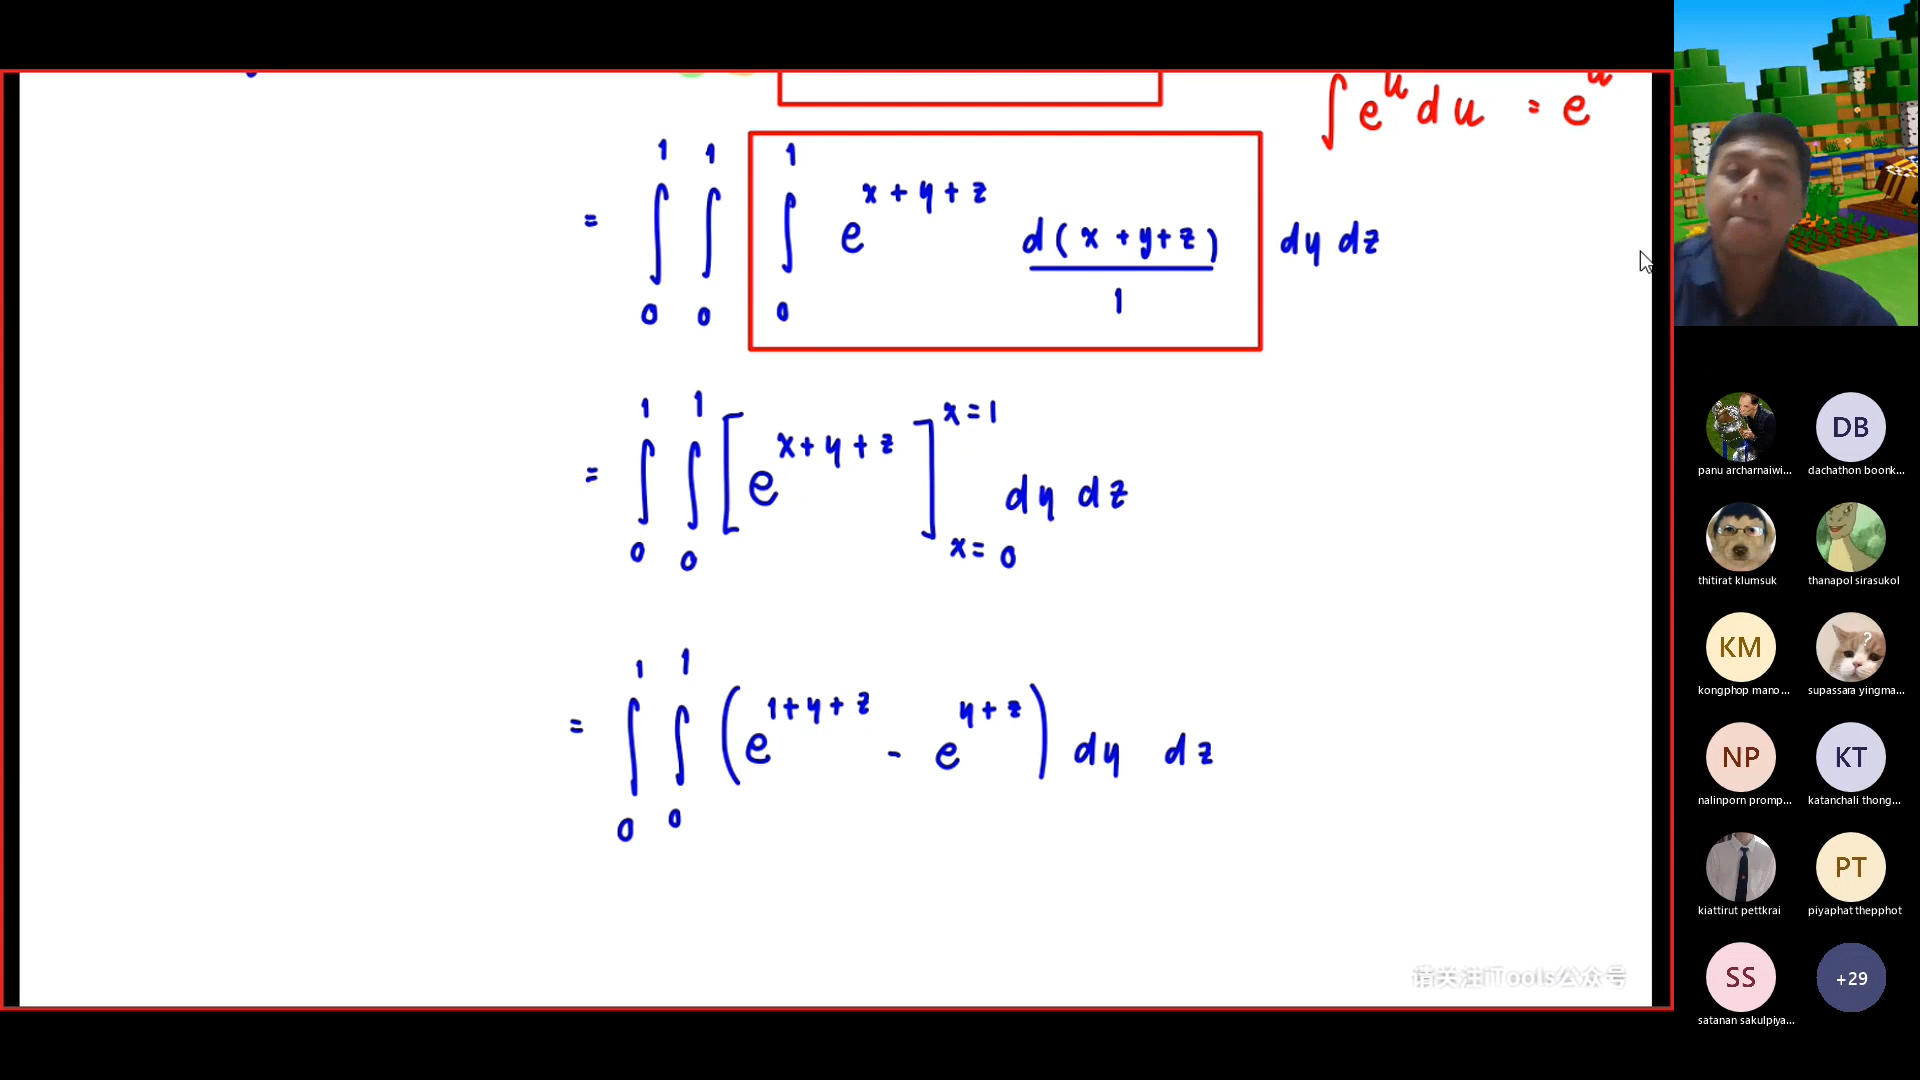 ∫ e^u du = e^u
= ∫₀¹ ∫₀¹ ∫₀¹ e^{x+y+z} d(x+y+z)/1 dy dz
= ∫₀¹ ∫₀¹ [e^{x+y+z}]_{x=0}^{x=1} dy dz
= ∫₀¹ ∫₀¹ (e^{1+y+z} - e^{y+z}) dy dz
请关注iTools公众号
panu archarnaiwi...
DB
dachathon boonk...
thitirat klumsuk
thanapol sirasukol
KM
kongphop mano...
?
supassara yingma...
NP
nalinporn promp...
KT
katanchali thong...
kiattirut pettkrai
PT
piyaphat thepphot
SS
satanan sakulpiya...
+29